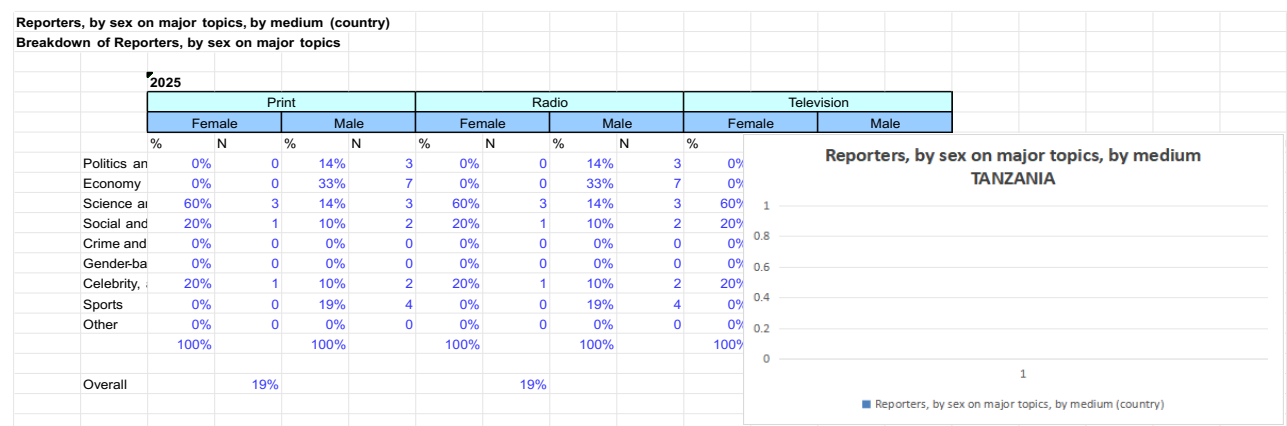 Reporters, by sex on major topics, by medium (country)
Breakdown of Reporters, by sex on major topics
2025
Print Radio Television
Female Male Female Male Female Male
% N % N % N % N %
Politics an 0% 0 14% 3 0% 0 14% 3 0%
Economy 0% 0 33% 7 0% 0 33% 7 0%
Science a 60% 3 14% 3 60% 3 14% 3 60%
Social and 20% 1 10% 2 20% 1 10% 2 20%
Crime and 0% 0 0% 0 0% 0 0% 0 0%
Gender-ba 0% 0 0% 0 0% 0 0% 0 0%
Celebrity, 20% 1 10% 2 20% 1 10% 2 20%
Sports 0% 0 19% 4 0% 0 19% 4 0%
Other 0% 0 0% 0 0% 0 0% 0 0%
100% 100% 100% 100% 100%
Overall 19% 19%
Reporters, by sex on major topics, by medium
TANZANIA
1
0.8
0.6
0.4
0.2
0
1
Reporters, by sex on major topics, by medium (country)